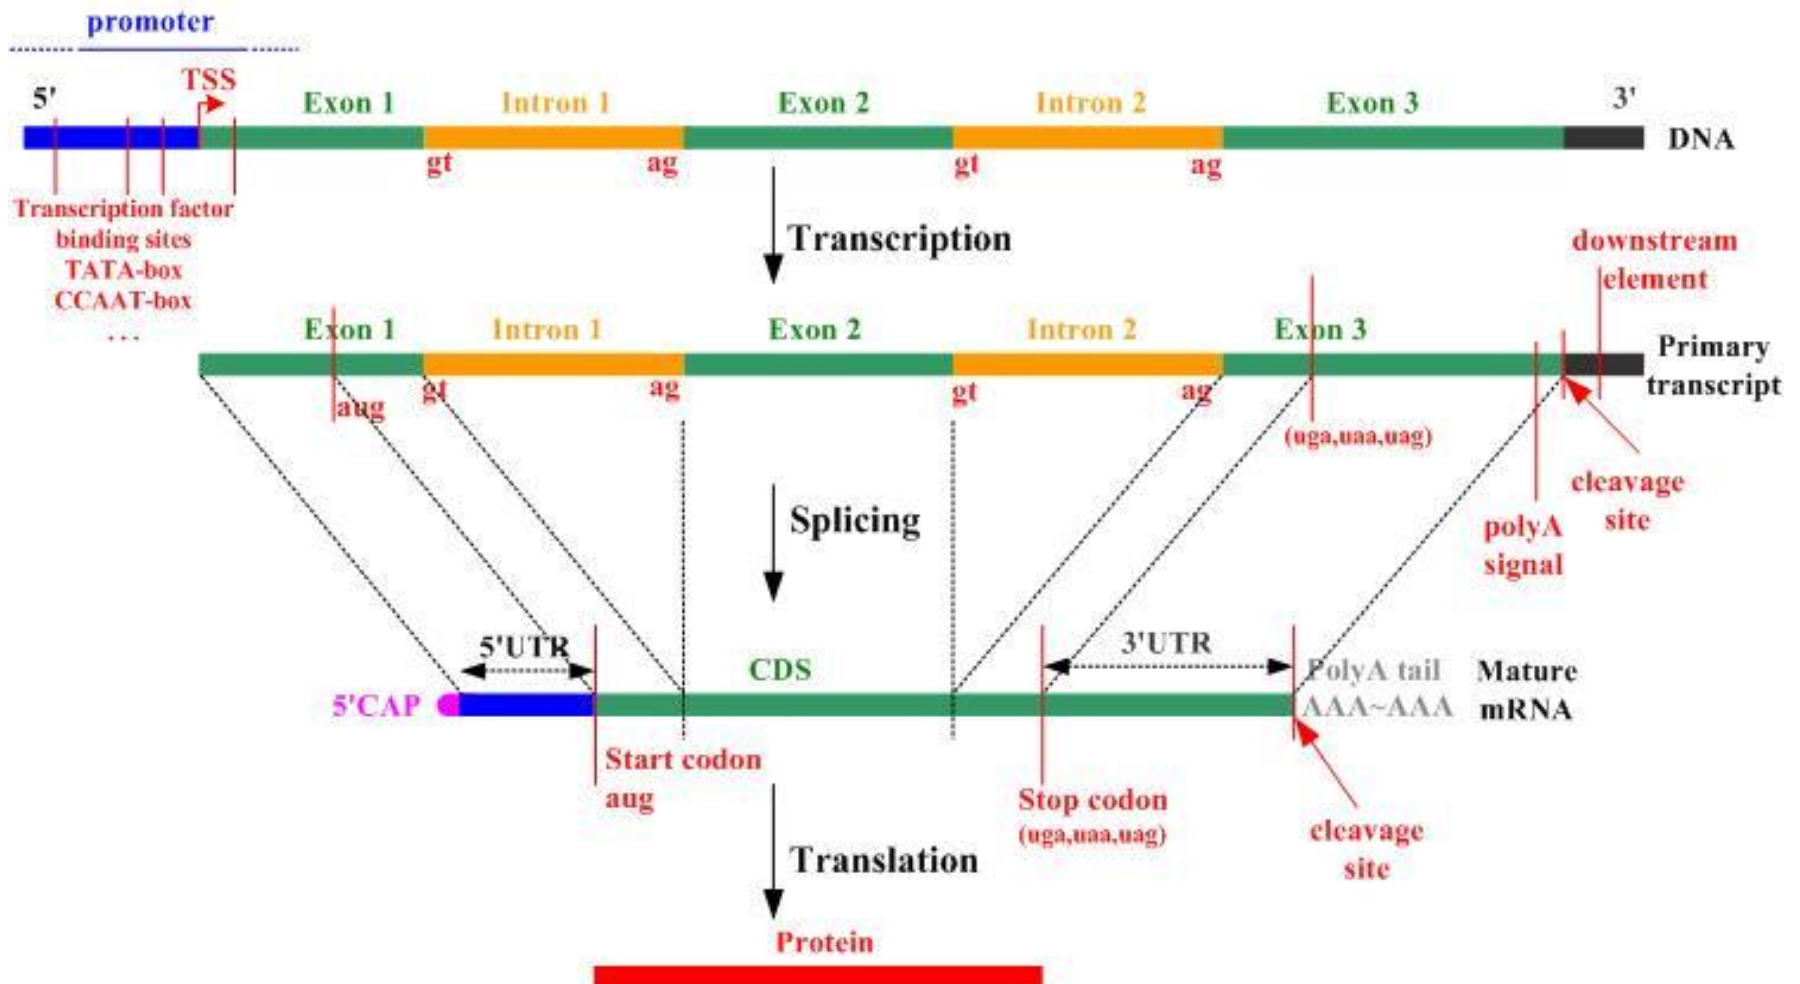 promoter
5'
TSS
Exon 1
Intron 1
Exon 2
Intron 2
Exon 3
3'
DNA
gt
ag
gt
ag
Transcription factor
binding sites
TATA-box
CCAAT-box
...
Transcription
downstream
element
Exon 1
Intron 1
Exon 2
Intron 2
Exon 3
Primary
transcript
aug
gt
ag
gt
ag
(uga,uaa,uag)
cleavage
site
polyA
signal
Splicing
5'UTR
CDS
3'UTR
PolyA tail
AAA~AAA
Mature
mRNA
5'CAP
Start codon
aug
Stop codon
(uga,uaa,uag)
cleavage
site
Translation
Protein